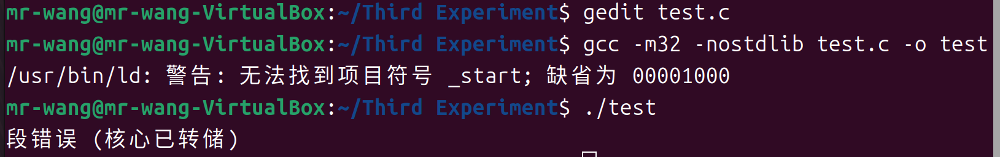 mr-wang@mr-wang-VirtualBox:~/Third Experiment$ gedit test.c
mr-wang@mr-wang-VirtualBox:~/Third Experiment$ gcc -m32 -nostdlib test.c -o test
/usr/bin/ld: 警告: 无法找到项目符号 _start; 缺省为 00001000
mr-wang@mr-wang-VirtualBox:~/Third Experiment$ ./test
段错误 (核心已转储)